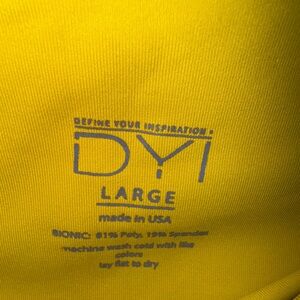 DEFINE YOUR INSPIRATION •
DYI
LARGE
made in USA
BIONIC: 81% Poly, 19% Spandex
machine wash cold with like
colors
lay flat to dry